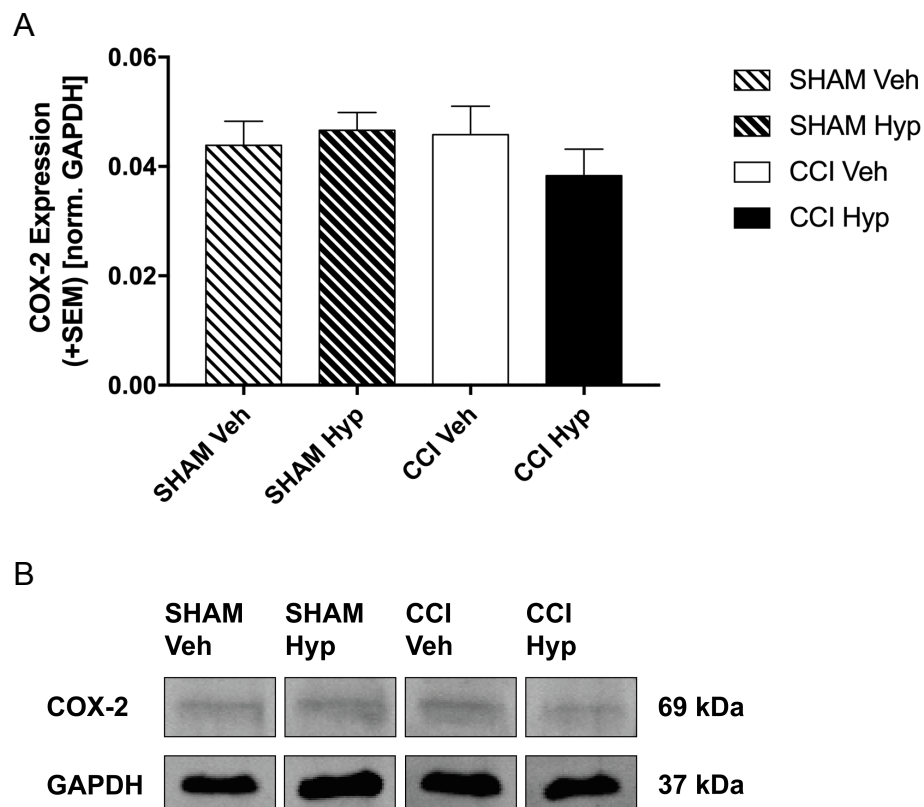 A
COX-2 Expression
(+SEM) [norm. GAPDH]
0.06
0.04
0.02
0.00
SHAM Veh
SHAM Hyp
CCI Veh
CCI Hyp
SHAM Veh
SHAM Hyp
CCI Veh
CCI Hyp
B
SHAM Veh
SHAM Hyp
CCI Veh
CCI Hyp
COX-2
69 kDa
GAPDH
37 kDa